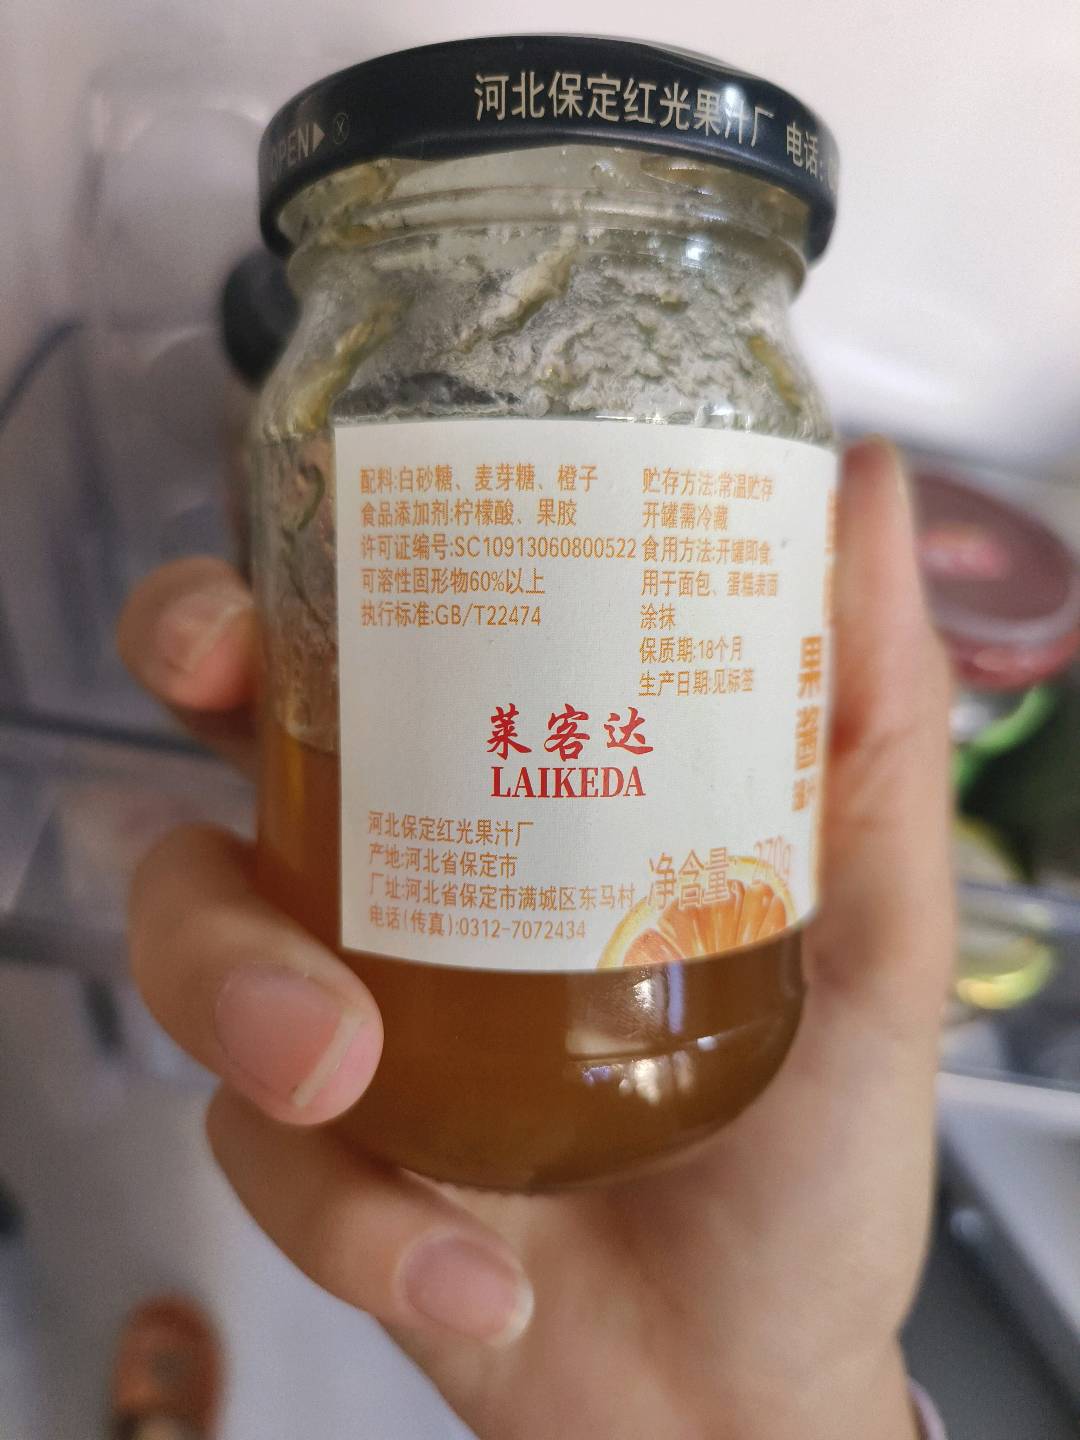 OPEN
河北保定红光果汁厂 电话:
配料:白砂糖、麦芽糖、橙子
食品添加剂:柠檬酸、果胶
许可证编号:SC10913060800522
可溶性固形物60%以上
执行标准:GB/T22474
贮存方法:常温贮存
开罐需冷藏
食用方法:开罐即食,
用于面包、蛋糕表面
涂抹
保质期:18个月
生产日期:见标签
莱客达
LAIKEDA
河北保定红光果汁厂
产地:河北省保定市
厂址:河北省保定市满城区东马村
电话(传真):0312-7072434
净含量: 270g
果酱